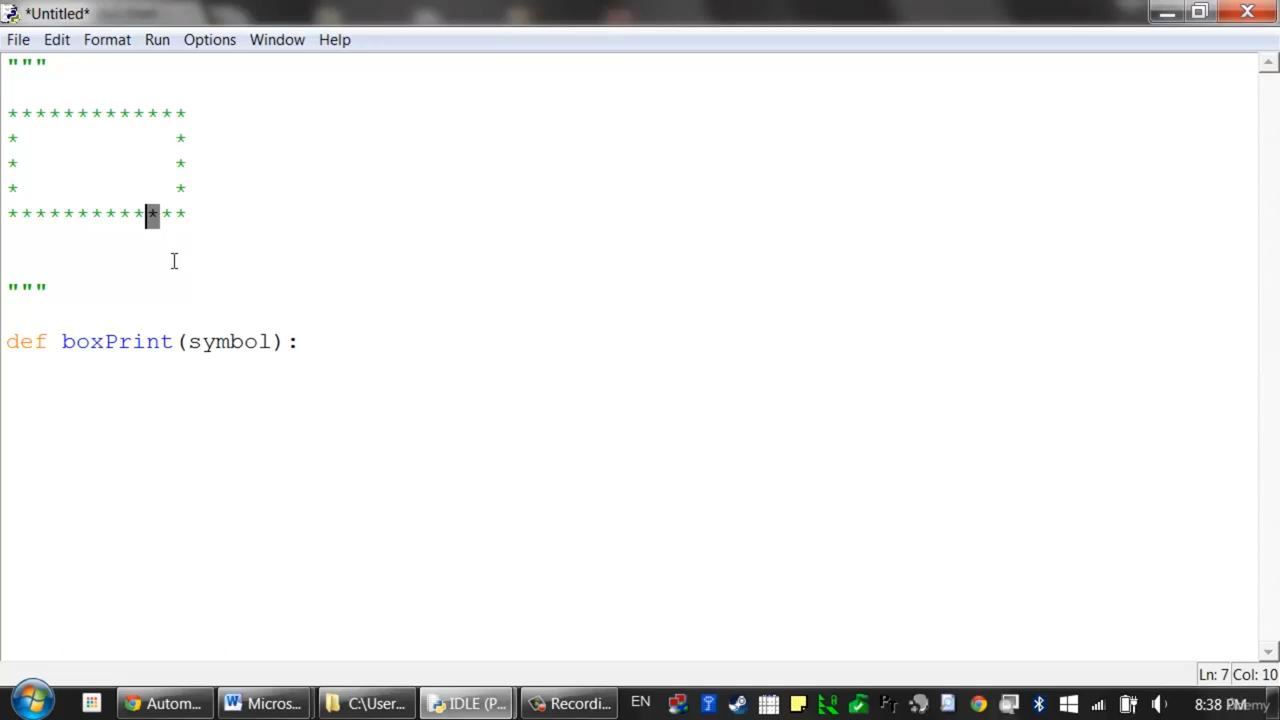 *Untitled*
File Edit Format Run Options Window Help
"""
*************
*           *
*           *
*           *
*************
"""
def boxPrint(symbol):
Ln: 7 Col: 10
Autom... Micros... C:\User... IDLE (P... Recordi... EN 8:38 PM